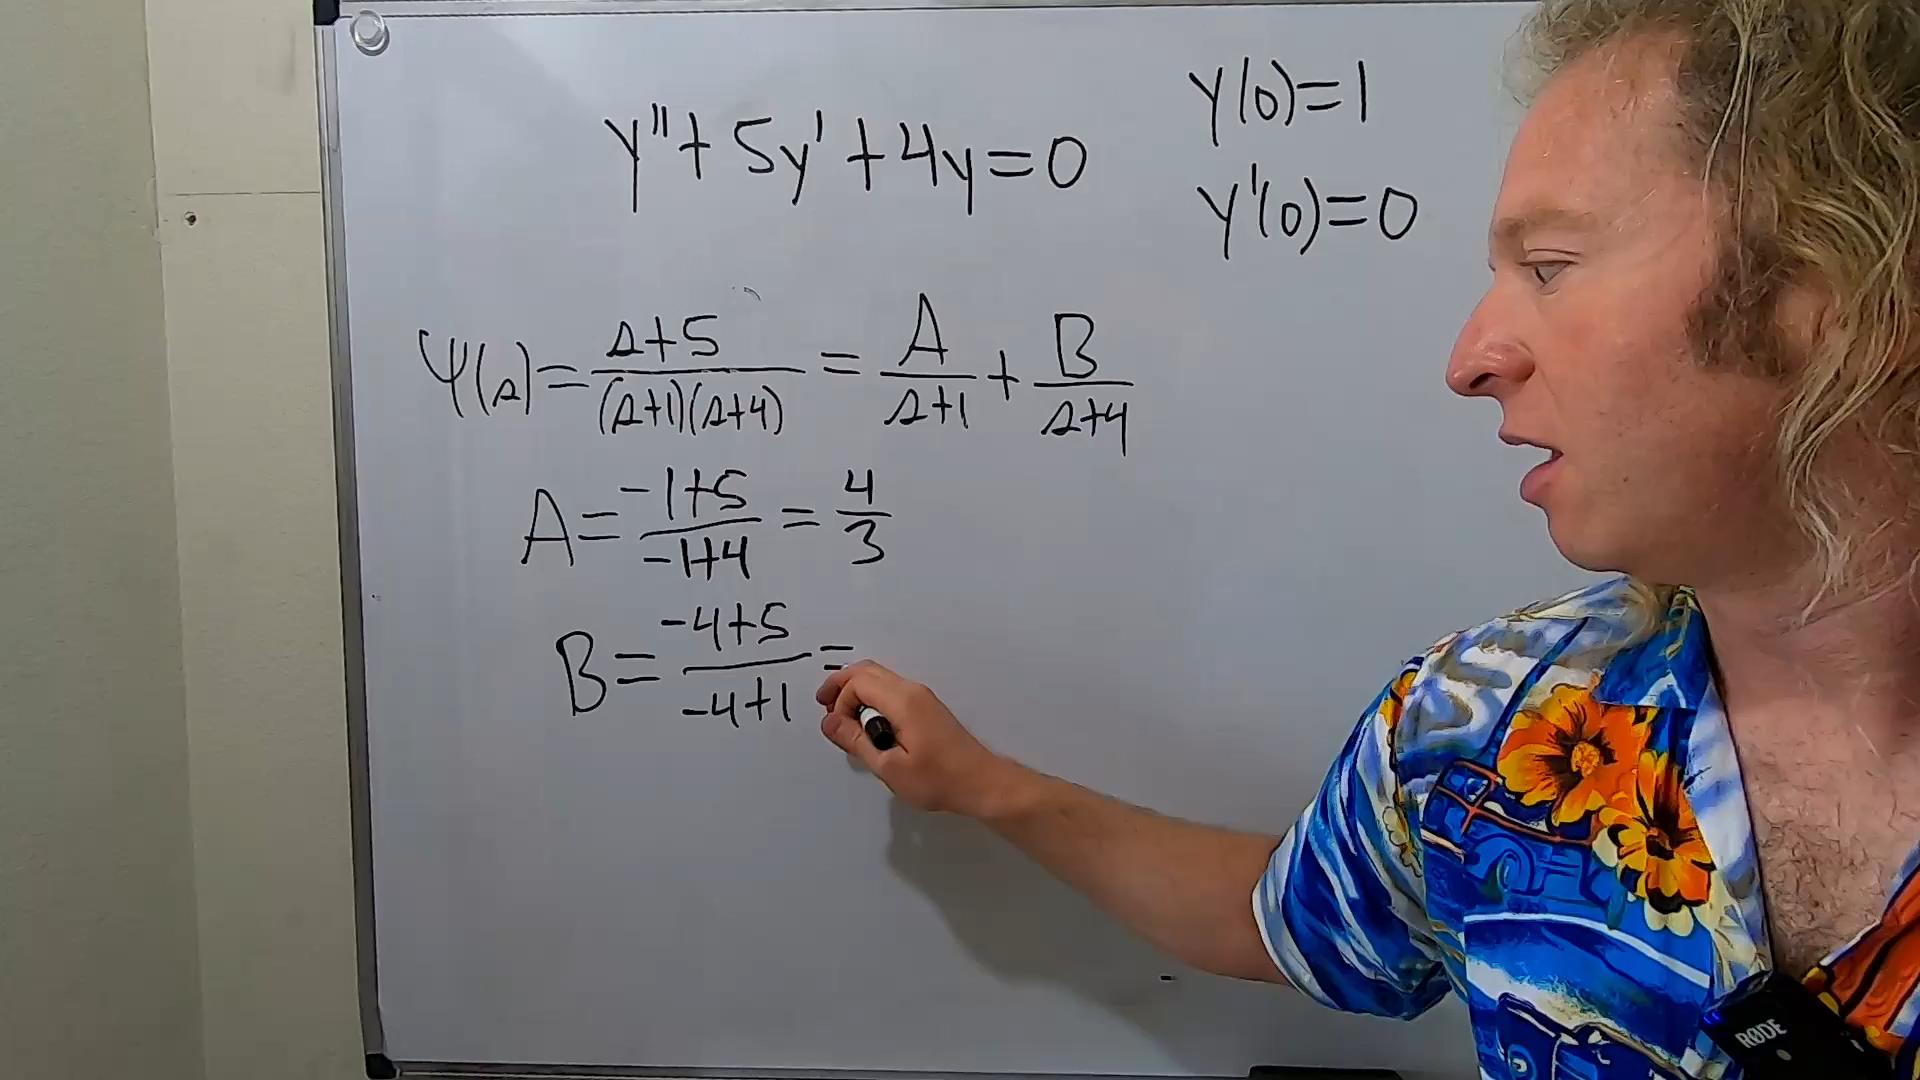 y'' + 5y' + 4y = 0
y(0) = 1
y'(0) = 0
Ψ(s) = (s+5)/((s+1)(s+4)) = A/(s+1) + B/(s+4)
A = (-1+5)/(-1+4) = 4/3
B = (-4+5)/(-4+1) =
RØDE